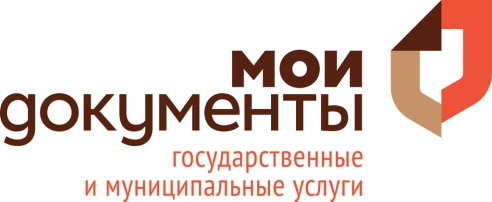 мои
документы
государственные
и муниципальные услуги